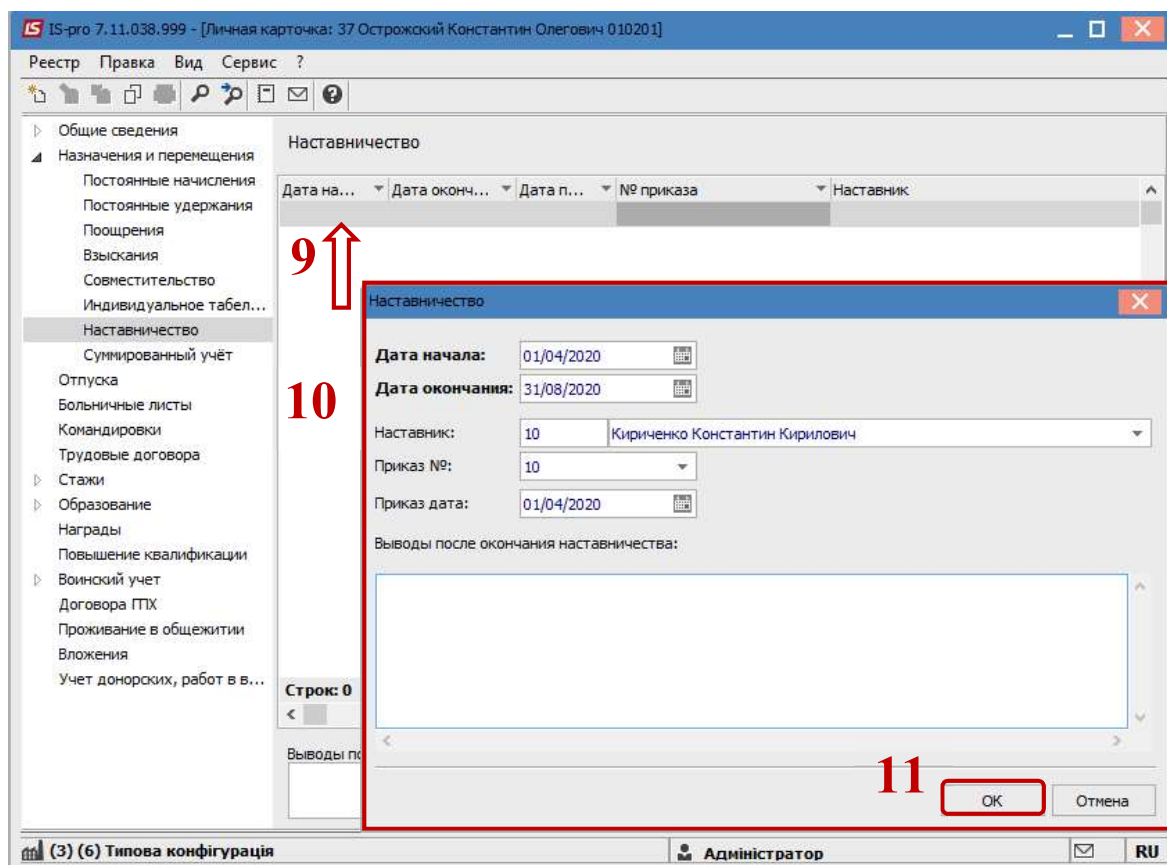 IS-pro 7.11.038.999 - [Личная карточка: 37 Острожский Константин Олегович 010201]
Реестр Правка Вид Сервис ?
Общие сведения
Назначения и перемещения
Постоянные начисления
Постоянные удержания
Поощрения
Взыскания
Совместительство
Индивидуальное табел...
Наставничество
Суммированный учёт
Отпуска
Больничные листы
Командировки
Трудовые договора
Стажи
Образование
Награды
Повышение квалификации
Воинский учет
Договора ГПХ
Проживание в общежитии
Вложения
Учет донорских, работ в в...
Наставничество
Дата на... Дата оконч... Дата п... № приказа Наставник
9
10
Строк: 0
Выводы по
Наставничество
Дата начала: 01/04/2020
Дата окончания: 31/08/2020
Наставник: 10 Кириченко Константин Кирилович
Приказ №: 10
Приказ дата: 01/04/2020
Выводы после окончания наставничества:
11
OK Отмена
(3) (6) Типова конфігурація Адміністратор RU